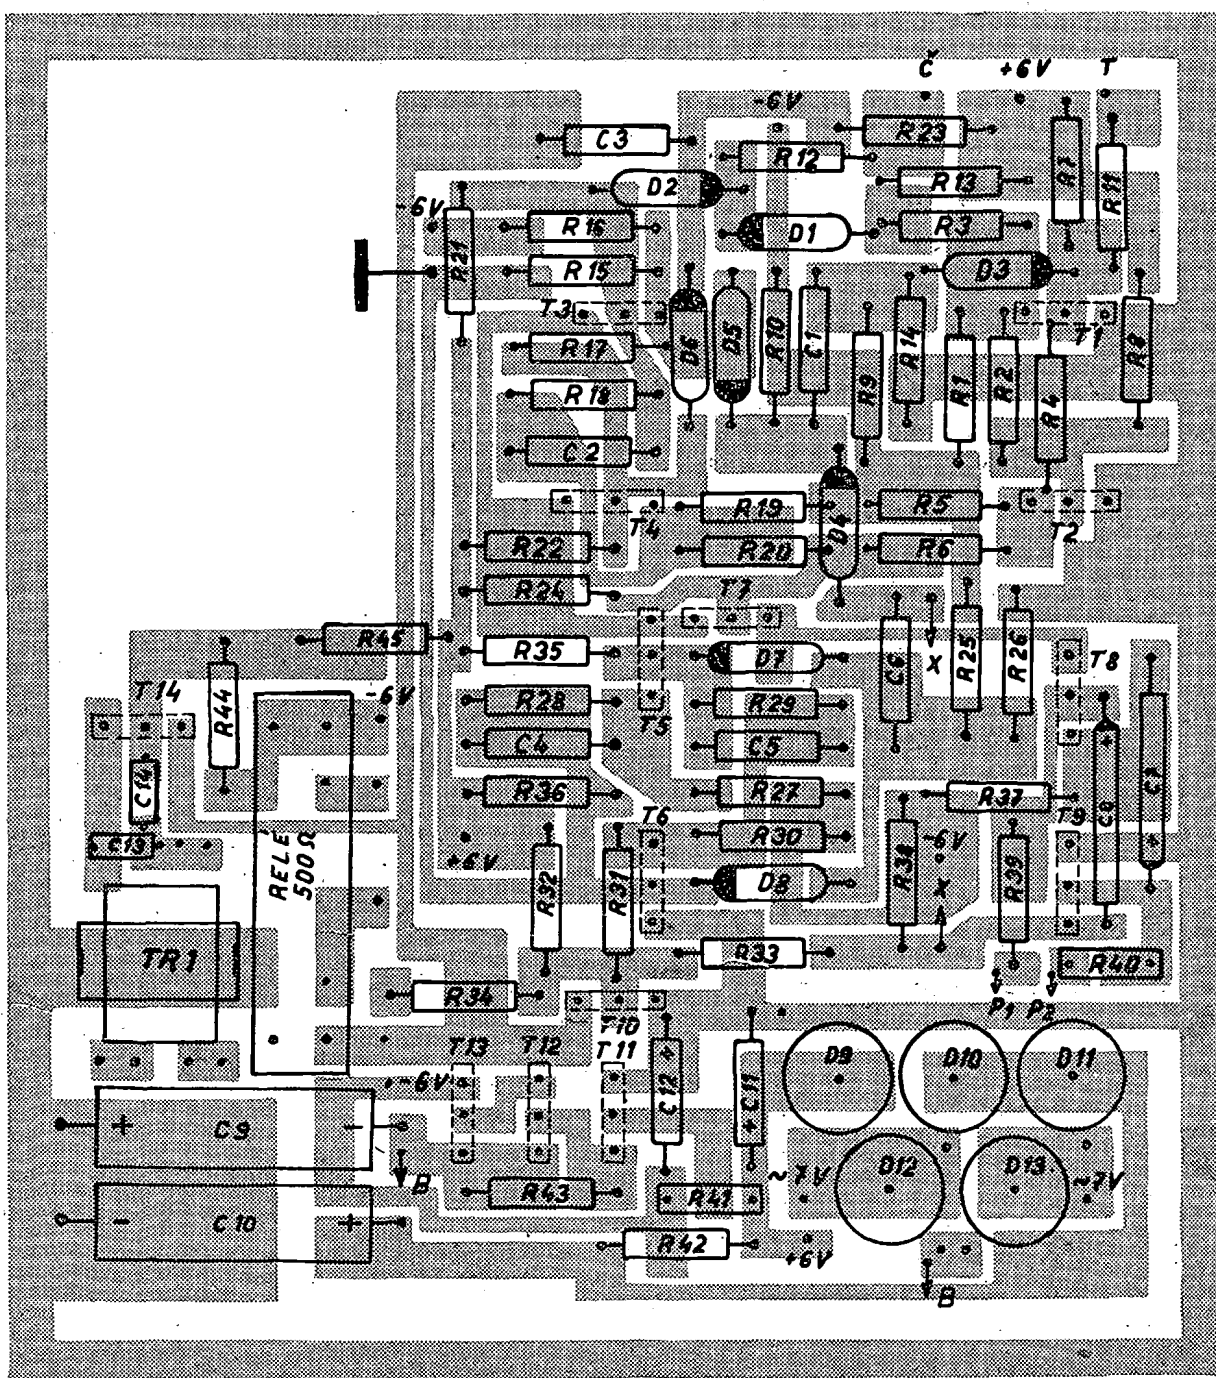 Č
+6V
T
-6V
R23
R7
C3
R12
R11
D2
R13
-6V
R16
D1
R3
R21
R15
D3
T3
R17
D6
D5
R10
C1
R9
R14
R1
R2
T1
R4
R8
R18
C2
T4
R19
D4
R5
T2
R22
R20
R6
R24
T7
R45
R35
D7
C6
X
R25
R26
T8
T14
R44
-6V
R28
T5
R29
C4
C5
C14
R36
R27
R37
C7
C13
RELÉ
500Ω
T6
R30
R38
-6V
T9
C8
+6V
R32
R31
D8
X
R39
TR1
R33
R40
R34
P1
P2
T10
T13
T12
T11
D9
D10
D11
-6V
C12
+ C11
+
C9
-
B
R43
R41
~7V
D12
D13
~7V
-
C10
+
R42
+6V
B